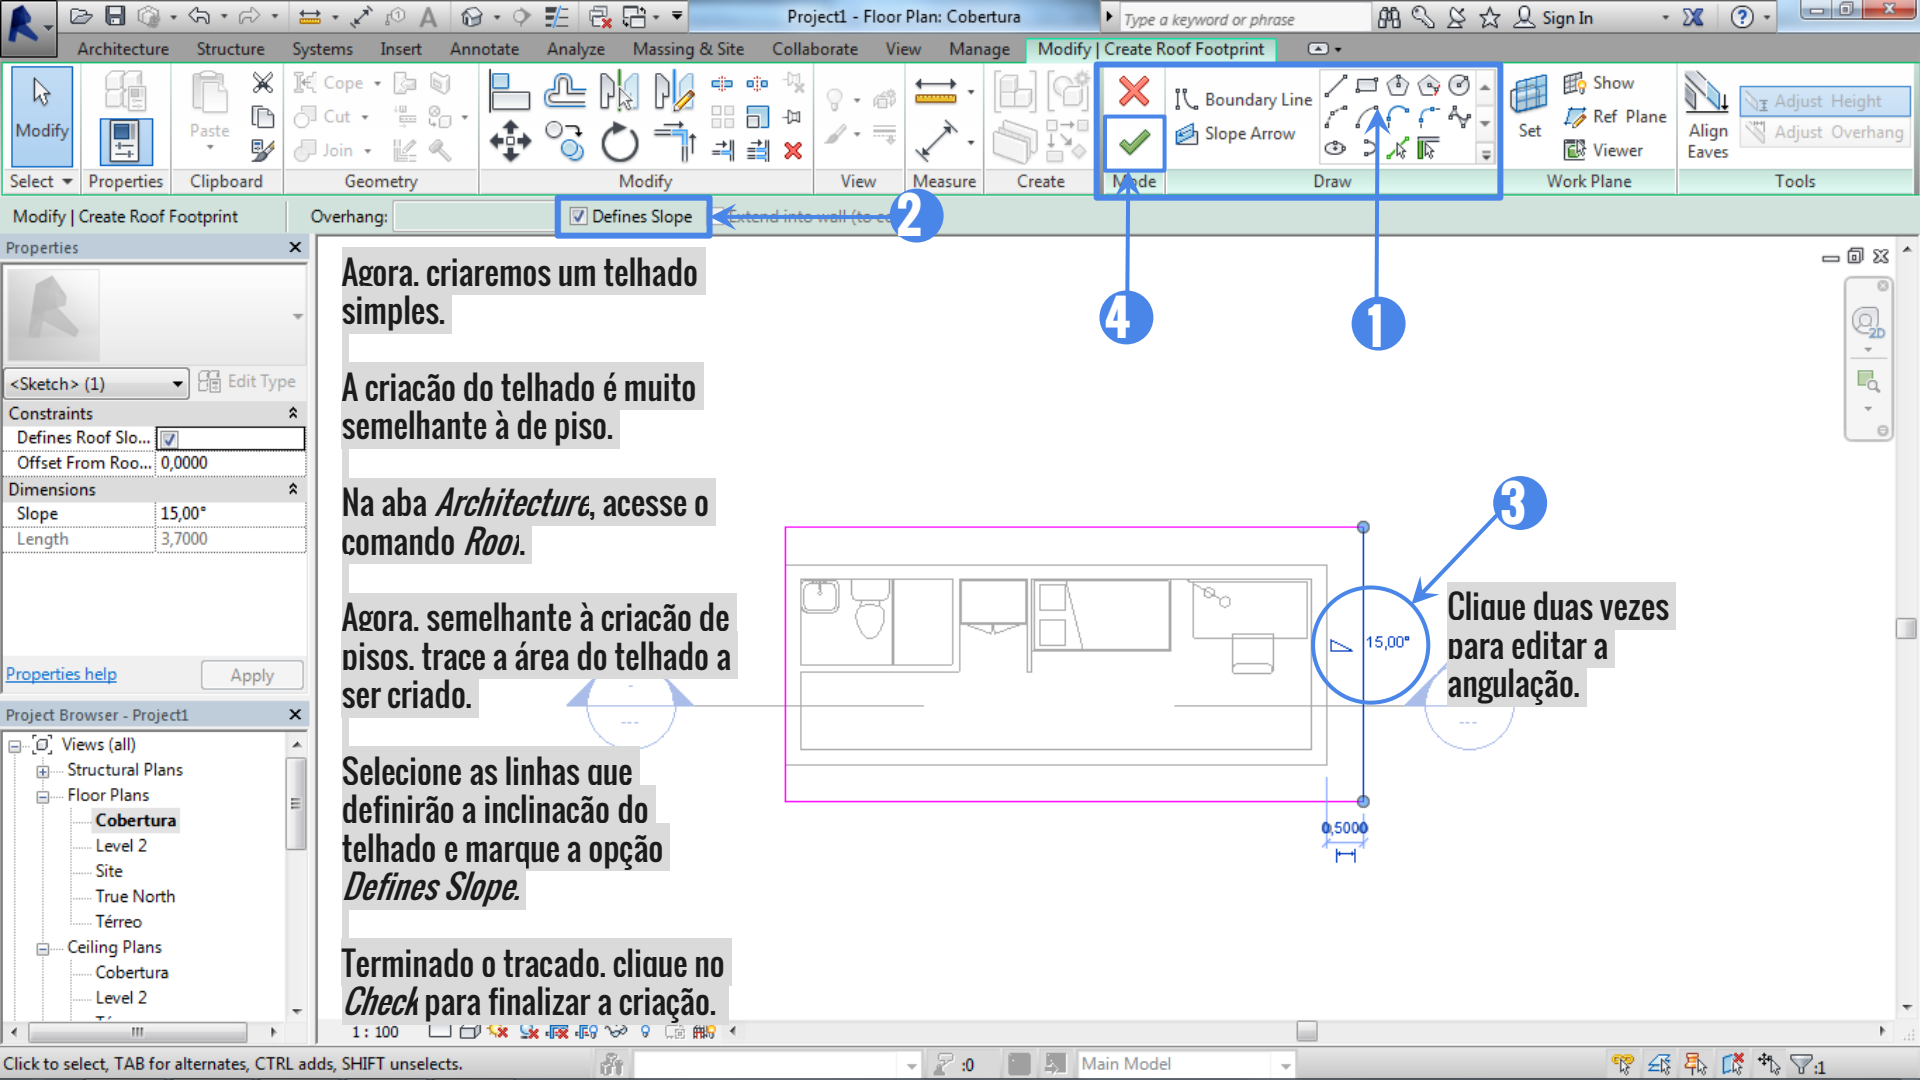 Project1 - Floor Plan: Cobertura
Type a keyword or phrase
Sign In
Architecture
Structure
Systems
Insert
Annotate
Analyze
Massing & Site
Collaborate
View
Manage
Modify | Create Roof Footprint
Modify
Paste
Cope
Cut
Join
Boundary Line
Slope Arrow
Set
Show
Ref Plane
Viewer
Align
Eaves
Adjust Height
Adjust Overhang
1
Select
Properties
Clipboard
Geometry
Modify
View
Measure
Create
Mode
Draw
Work Plane
Tools
Modify | Create Roof Footprint
Overhang:
Defines Slope
Extend into wall (to
2
Properties
<Sketch> (1)
Edit Type
Constraints
Defines Roof Slo...
Offset From Roo... 0,0000
Dimensions
Slope 15,00°
Length 3,7000
Properties help
Apply
Project Browser - Project1
Views (all)
Structural Plans
Floor Plans
Cobertura
Level 2
Site
True North
Térreo
Ceiling Plans
Cobertura
Level 2
Agora, criaremos um telhado
simples.
A criação do telhado é muito
semelhante à de piso.
Na aba Architecture, acesse o
comando Roof.
Agora, semelhante à criação de
pisos, trace a área do telhado a
ser criado.
Selecione as linhas que
definirão a inclinação do
telhado e marque a opção
Defines Slope.
Terminado o traçado, clique no
Check para finalizar a criação.
4
1
3
2D
15,00°
Clique duas vezes
para editar a
angulação.
---
---
0,5000
1 : 100
Click to select, TAB for alternates, CTRL adds, SHIFT unselects.
:0
Main Model
:1